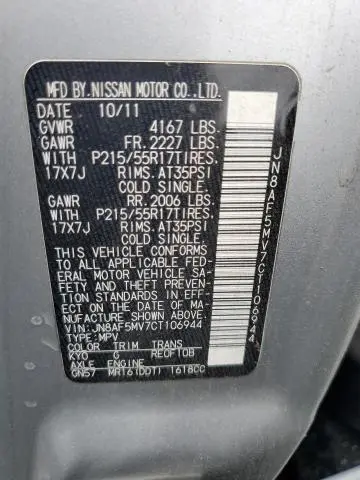 MFD BY.NISSAN MOTOR CO.,LTD.
DATE 10/11
GVWR 4167 LBS.
GAWR FR.2227 LBS.
WITH P215/55R17TIRES.
17X7J RIMS.AT35PSI
COLD SINGLE.
GAWR RR.2006 LBS.
WITH P215/55R17TIRES.
17X7J RIMS.AT35PSI
COLD SINGLE.
THIS VEHICLE CONFORMS
TO ALL APPLICABLE FED-
ERAL MOTOR VEHICLE SA-
FETY AND THEFT PREVENTION
STANDARDS IN EFFECT
ON THE DATE OF MA-
NUFACTURE SHOWN ABOVE.
VIN:JN8AF5MV7CT106944
TYPE:MPV
COLOR TRIM TRANS
KYO G RE0F10B
AXLE ENGINE
GN57 MR16(DDT) 1618CC
JN8AF5MV7CT106944